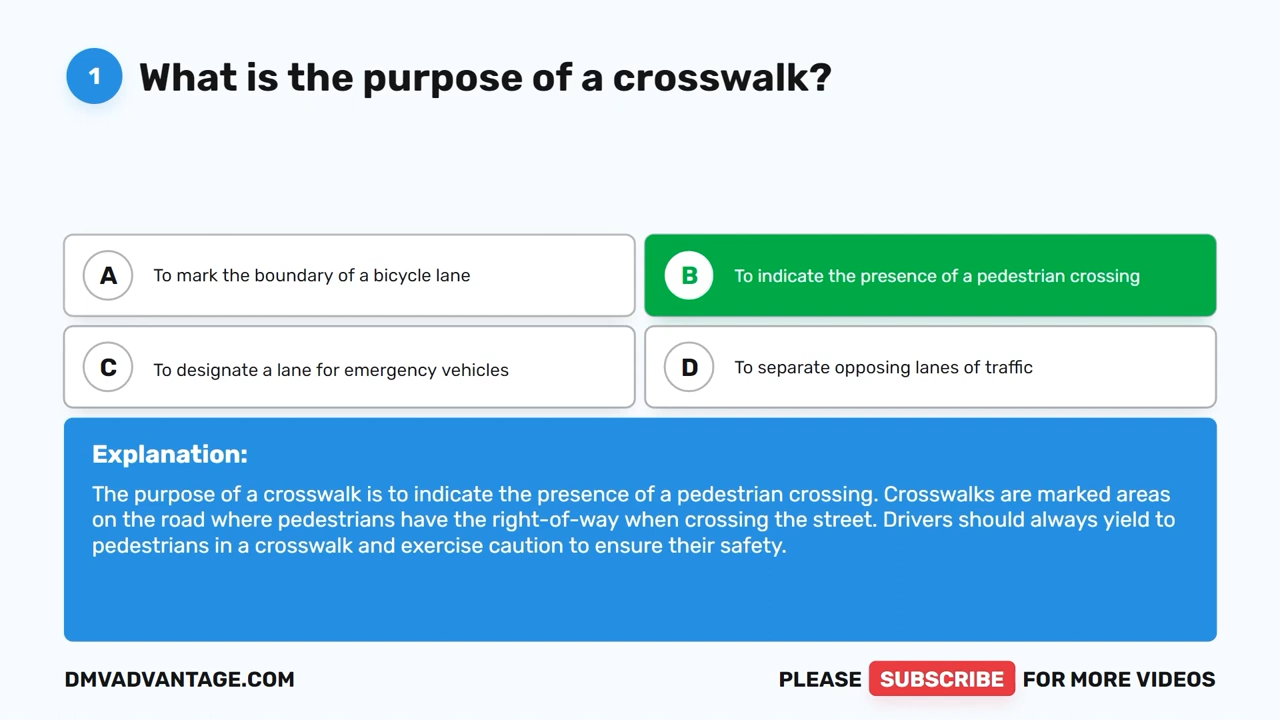 1 What is the purpose of a crosswalk?
A To mark the boundary of a bicycle lane
B To indicate the presence of a pedestrian crossing
C To designate a lane for emergency vehicles
D To separate opposing lanes of traffic
Explanation:
The purpose of a crosswalk is to indicate the presence of a pedestrian crossing. Crosswalks are marked areas
on the road where pedestrians have the right-of-way when crossing the street. Drivers should always yield to
pedestrians in a crosswalk and exercise caution to ensure their safety.
DMVADVANTAGE.COM
PLEASE SUBSCRIBE FOR MORE VIDEOS